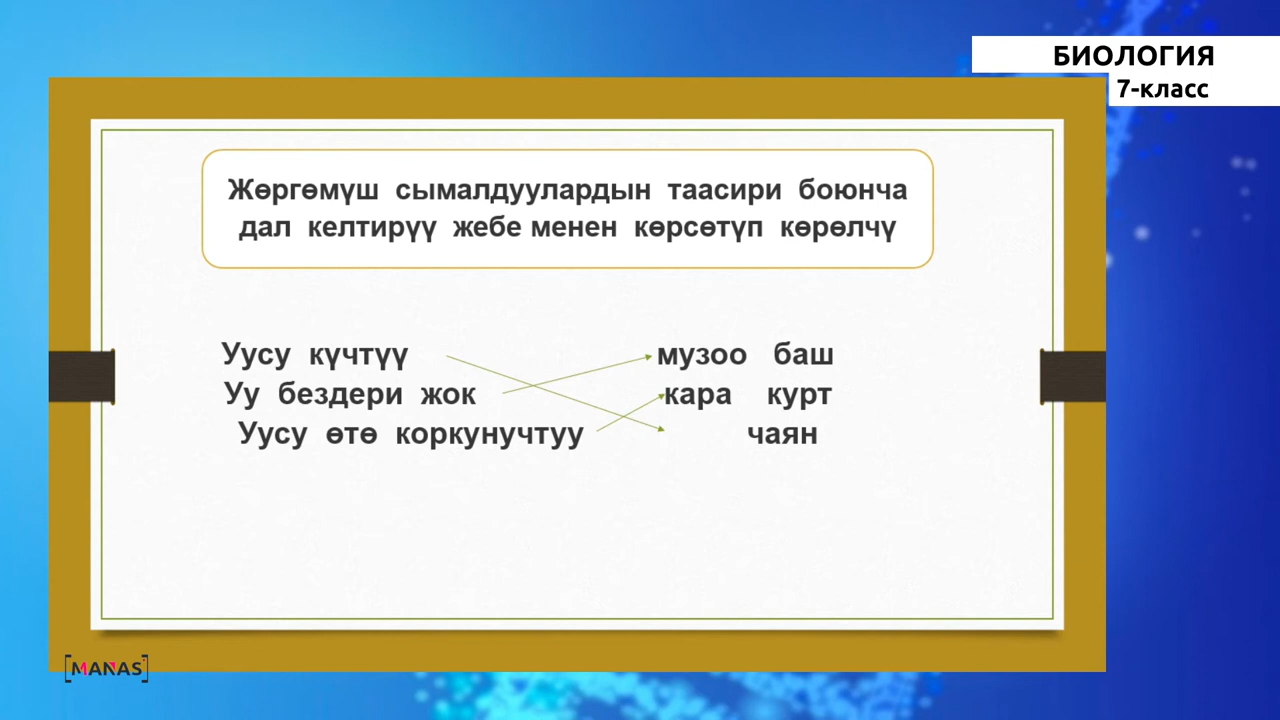 БИОЛОГИЯ
7-класс
Жөргөмүш сымалдуулардын таасири боюнча
дал келтирүү жебе менен көрсөтүп көрөлчү
Уусу күчтүү музоо баш
Уу бездери жок кара курт
Уусу өтө коркунучтуу чаян
[MANAS]